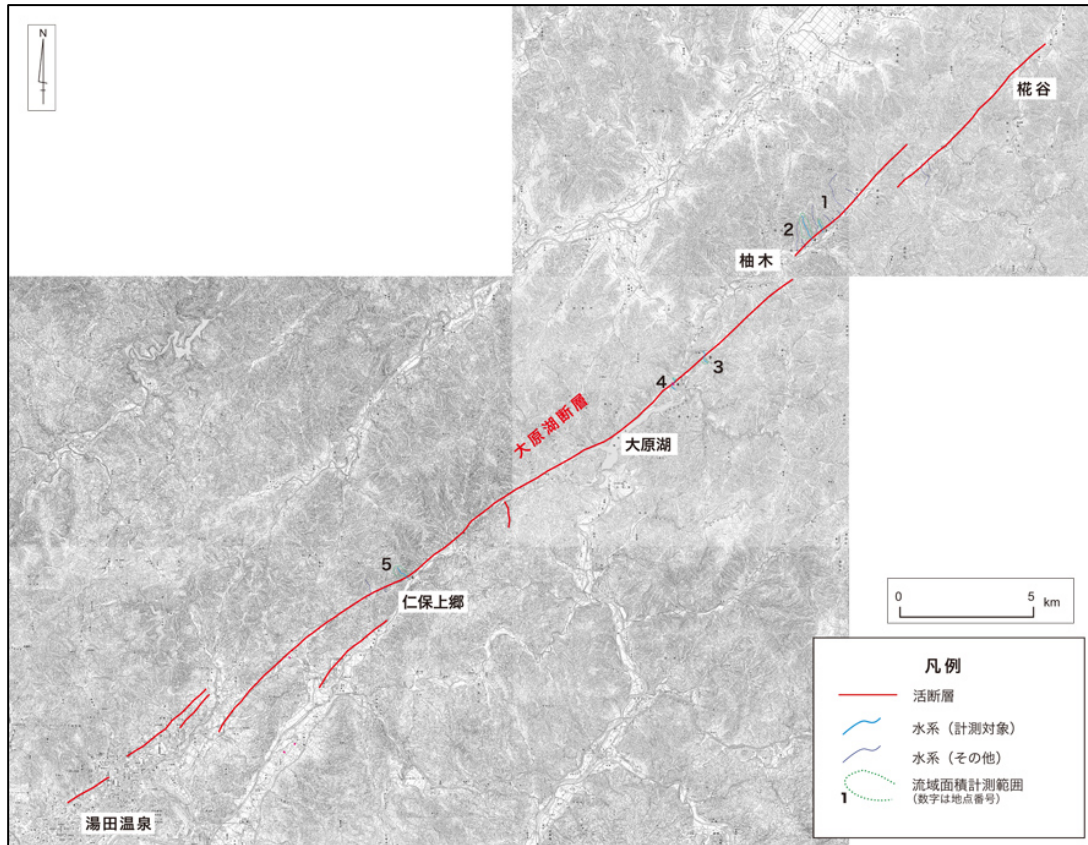 N
椛谷
1
2
柚木
3
4
大原湖断層
大原湖
5
仁保上郷
0 5 km
凡例
活断層
水系（計測対象）
水系（その他）
流域面積計測範囲
1 （数字は地点番号）
湯田温泉